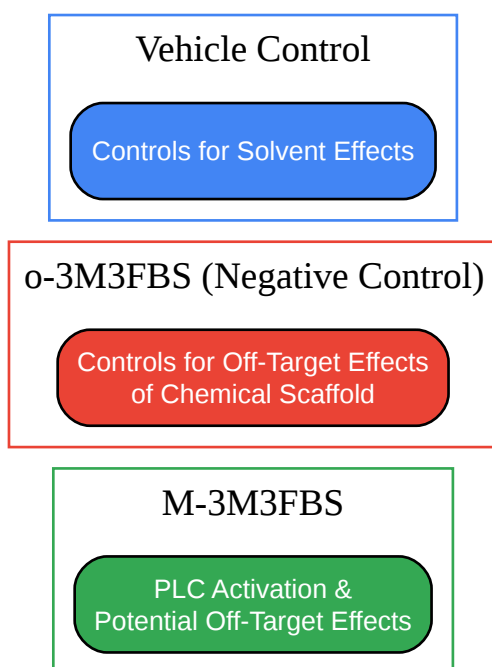 Vehicle Control
Controls for Solvent Effects
o-3M3FBS (Negative Control)
Controls for Off-Target Effects
of Chemical Scaffold
M-3M3FBS
PLC Activation &
Potential Off-Target Effects